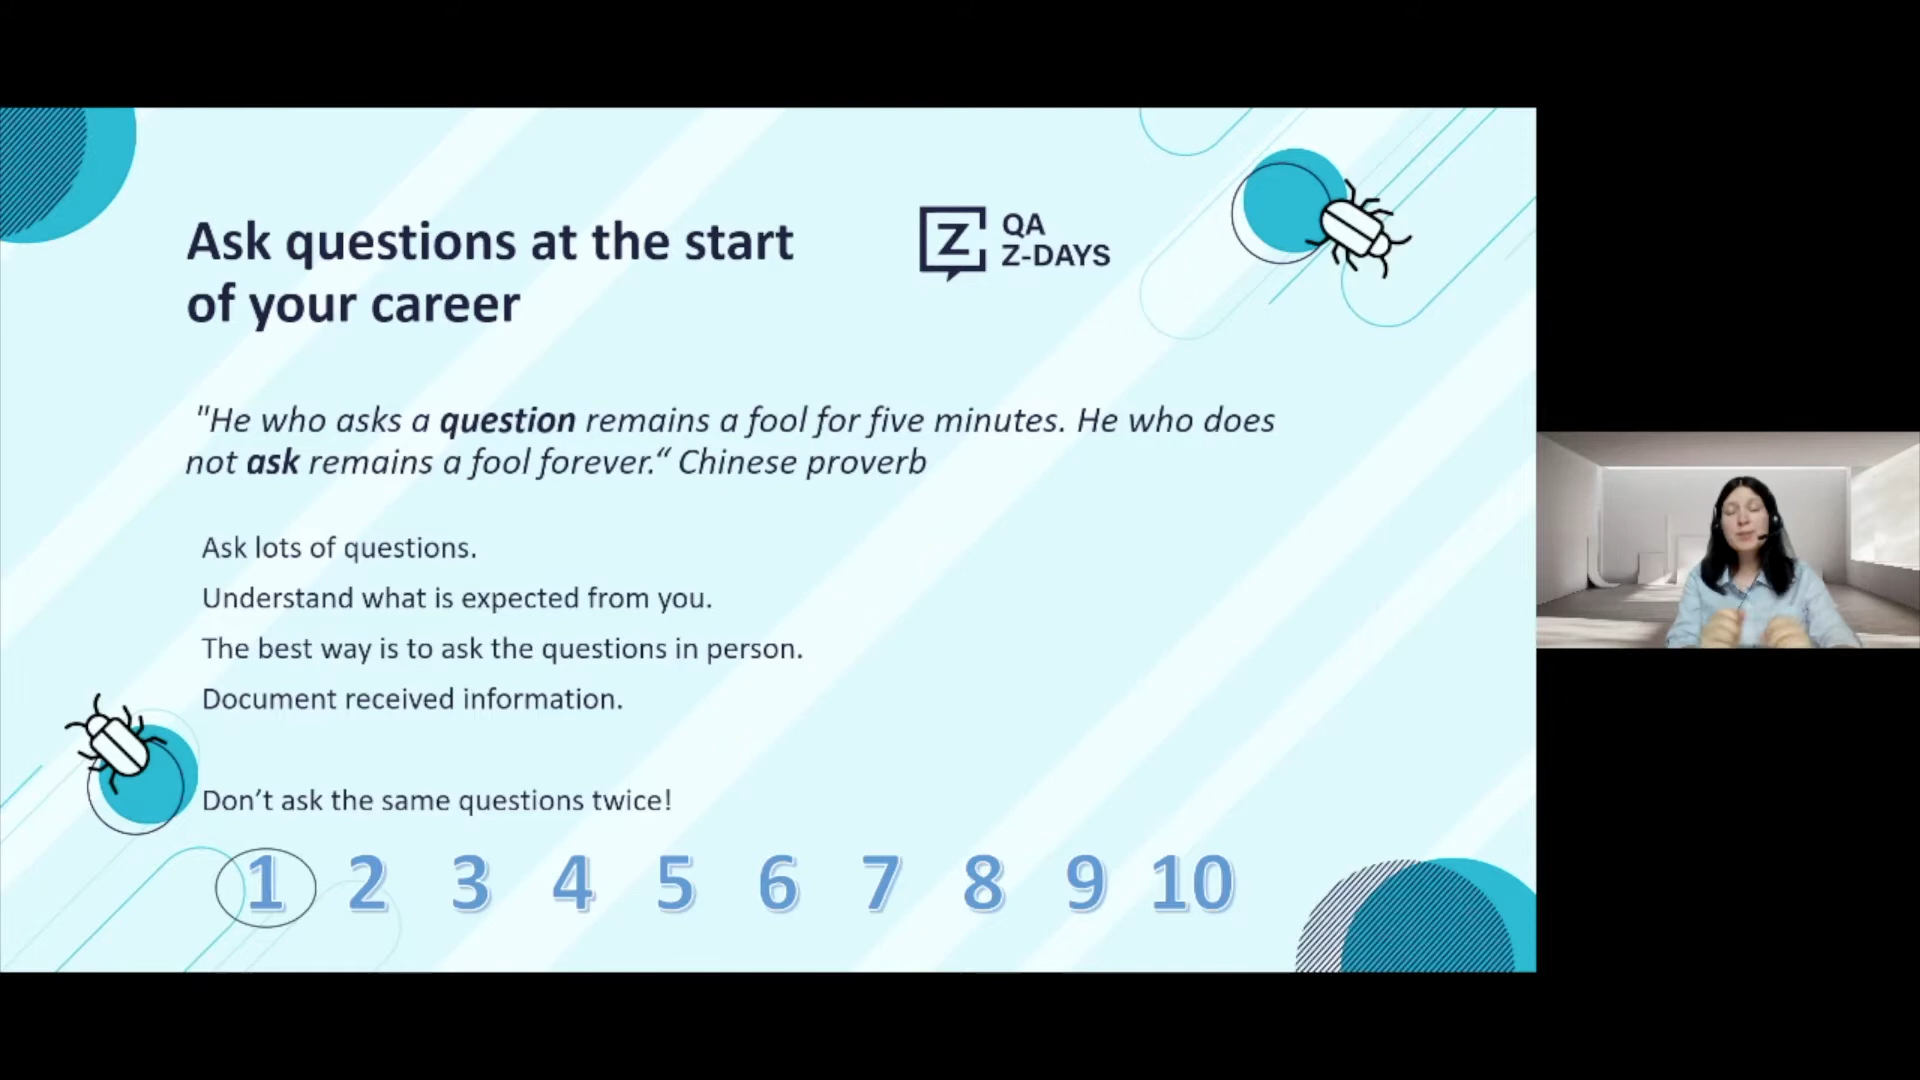 Ask questions at the start
of your career
Z
QA
Z-DAYS
"He who asks a question remains a fool for five minutes. He who does
not ask remains a fool forever.“ Chinese proverb
Ask lots of questions.
Understand what is expected from you.
The best way is to ask the questions in person.
Document received information.
Don’t ask the same questions twice!
1 2 3 4 5 6 7 8 9 10